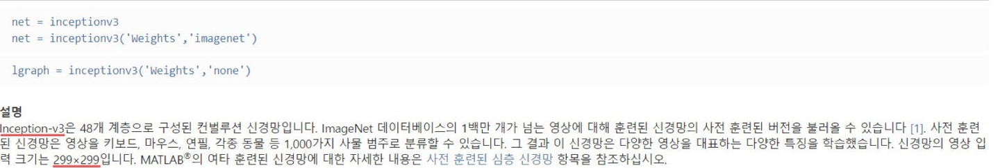 net = inceptionv3
net = inceptionv3('Weights','imagenet')
lgraph = inceptionv3('Weights','none')
설명
Inception-v3은 48개 계층으로 구성된 컨벌루션 신경망입니다. ImageNet 데이터베이스의 1백만 개가 넘는 영상에 대해 훈련된 신경망의 사전 훈련된 버전을 불러올 수 있습니다 [1]. 사전 훈련
된 신경망은 영상을 키보드, 마우스, 연필, 각종 동물 등 1,000가지 사물 범주로 분류할 수 있습니다. 그 결과 이 신경망은 다양한 영상을 대표하는 다양한 특징을 학습했습니다. 신경망의 영상 입
력 크기는 299×299입니다. MATLAB®의 여타 훈련된 신경망에 대한 자세한 내용은 사전 훈련된 심층 신경망 항목을 참조하십시오.